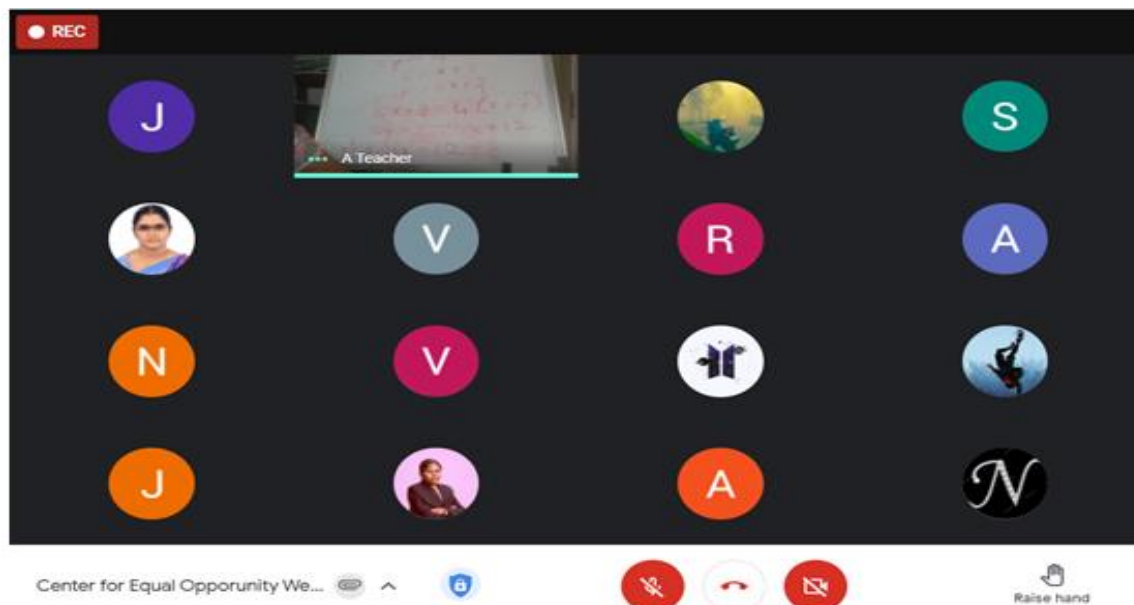 REC
J
A Teacher
S
V
R
A
N
V
J
A
N
Center for Equal Opporunity We...
Raise hand